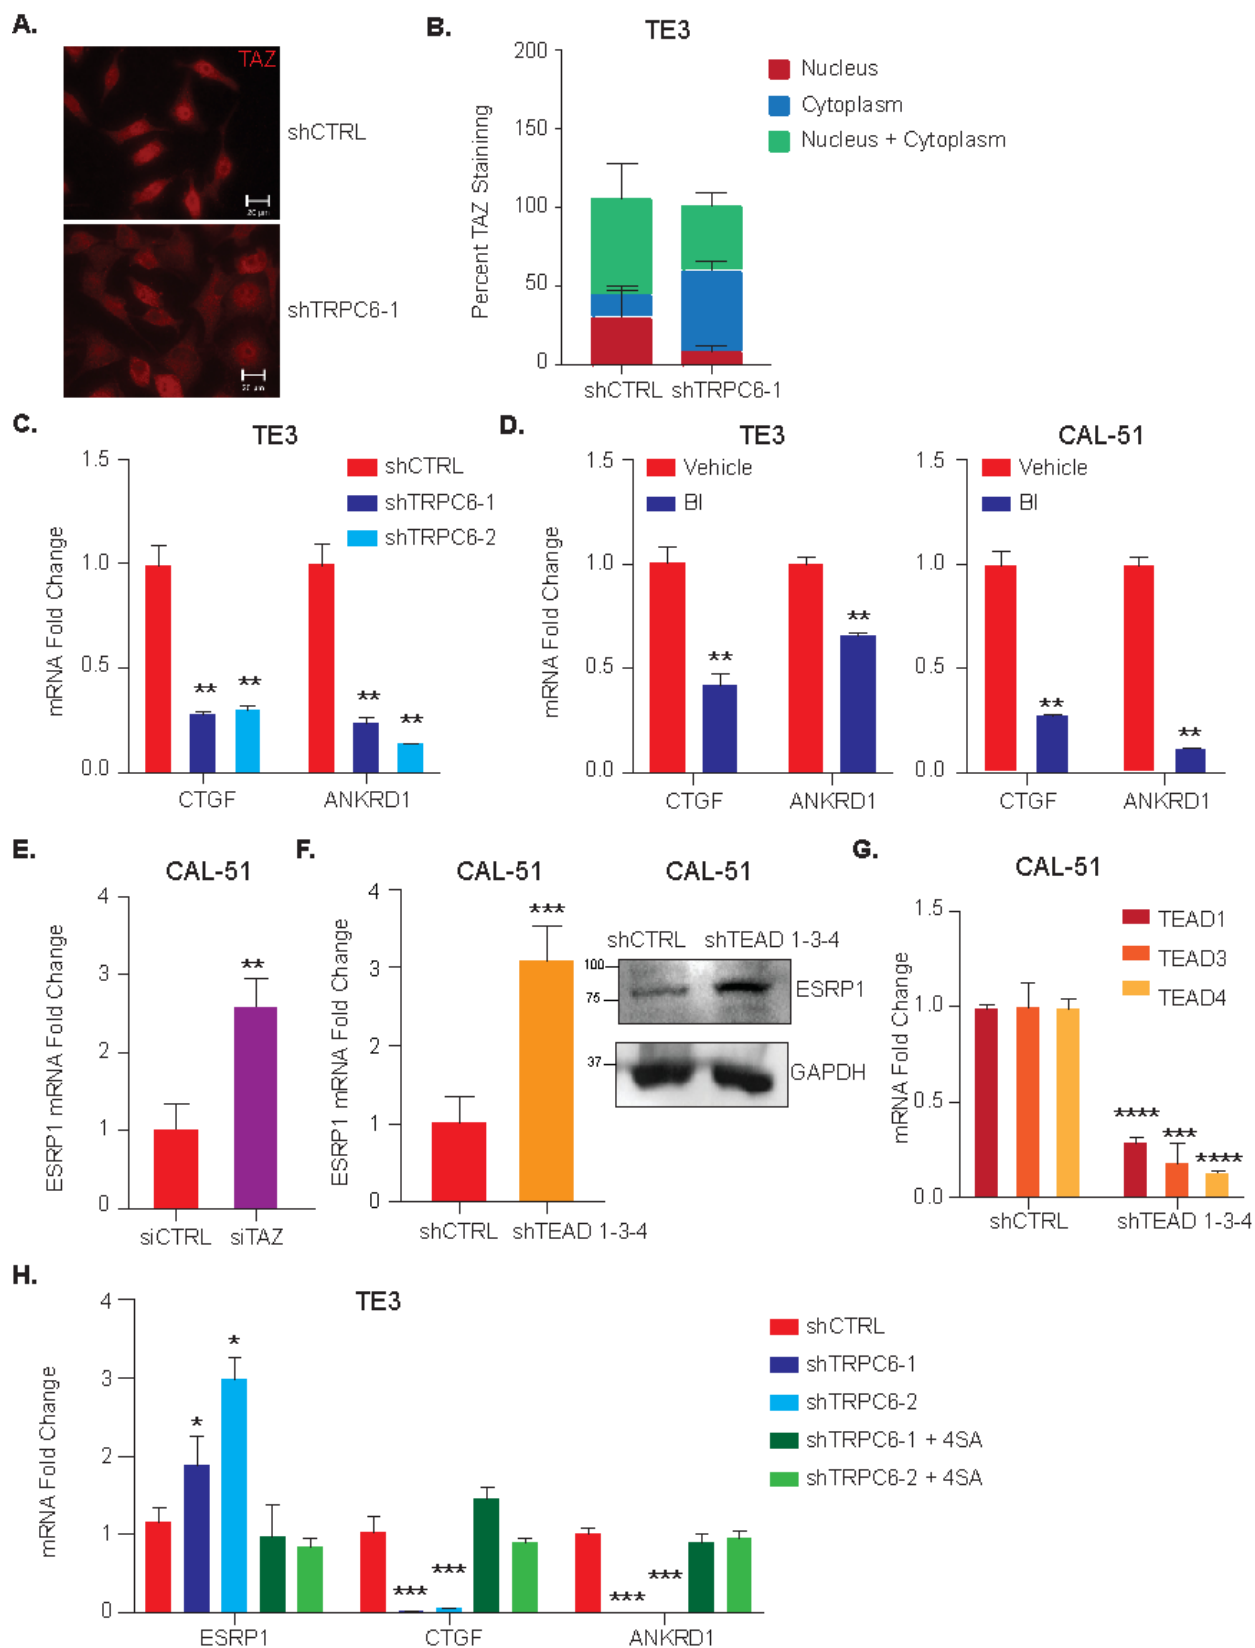 A.
TAZ
shCTRL
20 µm
shTRPC6-1
20 µm
B.
TE3
200
150
100
50
0
Percent TAZ Staininng
Nucleus
Cytoplasm
Nucleus + Cytoplasm
shCTRL shTRPC6-1
C.
TE3
1.5
1.0
0.5
0.0
mRNA Fold Change
shCTRL
shTRPC6-1
shTRPC6-2
** ** ** **
CTGF ANKRD1
D.
TE3
1.5
1.0
0.5
0.0
mRNA Fold Change
Vehicle
BI
** **
CTGF ANKRD1
CAL-51
1.5
1.0
0.5
0.0
Vehicle
BI
** **
CTGF ANKRD1
E.
CAL-51
4
3
2
1
0
ESRP1 mRNA Fold Change
**
siCTRL siTAZ
F.
CAL-51
4
3
2
1
0
ESRP1 mRNA Fold Change
***
shCTRL shTEAD 1-3-4
CAL-51
shCTRL shTEAD 1-3-4
100
75
ESRP1
37
GAPDH
G.
CAL-51
1.5
1.0
0.5
0.0
mRNA Fold Change
TEAD1
TEAD3
TEAD4
**** *** ****
shCTRL shTEAD 1-3-4
H.
TE3
4
3
2
1
0
mRNA Fold Change
shCTRL
shTRPC6-1
shTRPC6-2
shTRPC6-1 + 4SA
shTRPC6-2 + 4SA
* * *** *** *** ***
ESRP1 CTGF ANKRD1